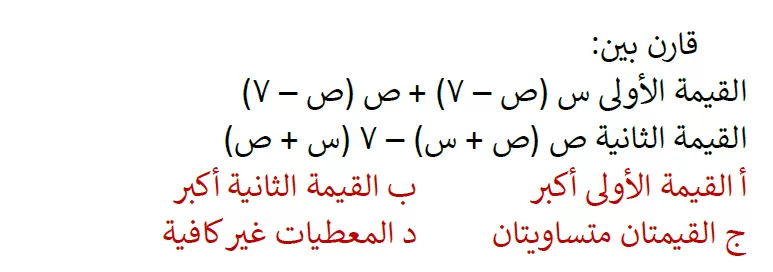 قارن بين:
القيمة الأولى س (ص – ٧) + ص (ص – ٧)
القيمة الثانية ص (ص + س) – ٧ (س + ص)
أ القيمة الأولى أكبر ب القيمة الثانية أكبر
ج القيمتان متساويتان د المعطيات غير كافية